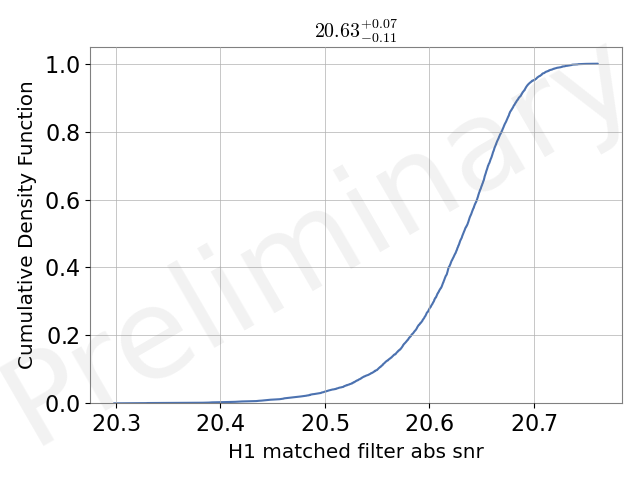 20.63^{+0.07}_{-0.11}
Cumulative Density Function
1.0
0.8
0.6
0.4
0.2
0.0
20.3 20.4 20.5 20.6 20.7
H1 matched filter abs snr
Preliminary